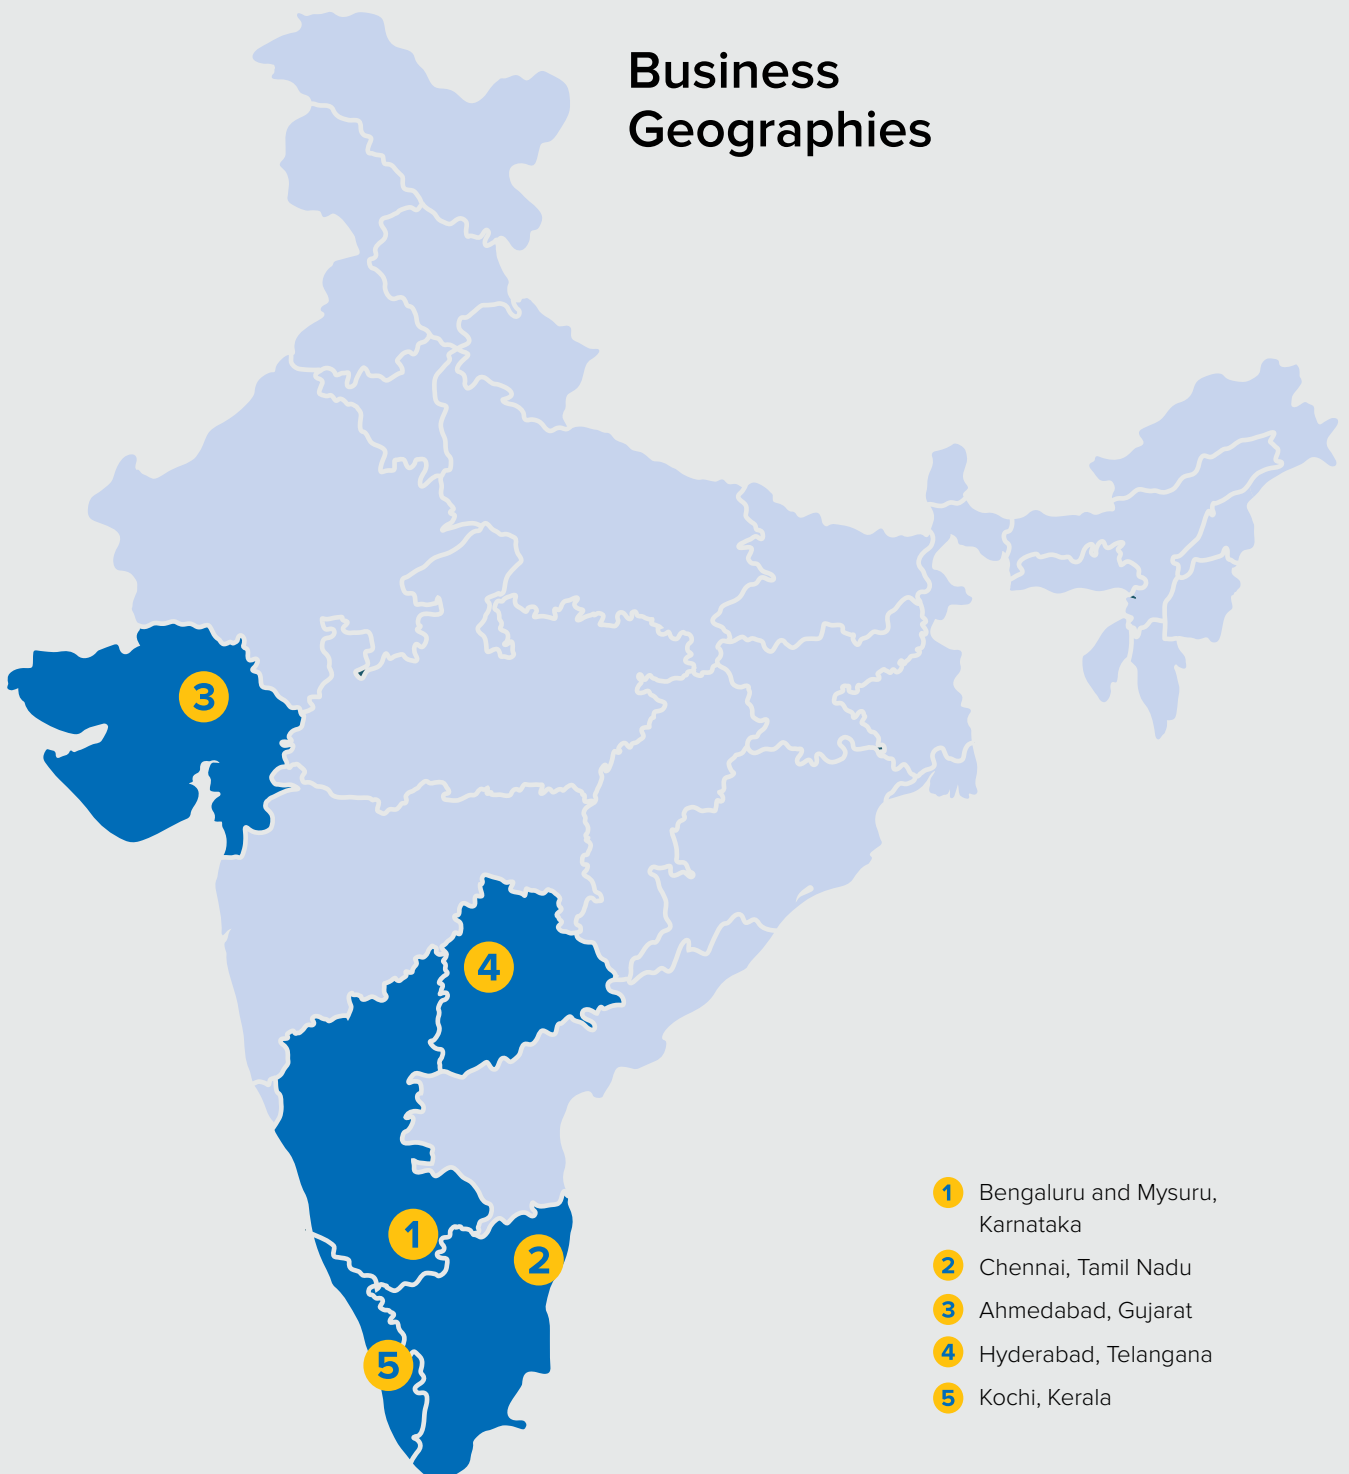 Business
Geographies
3
4
1
2
5
1 Bengaluru and Mysuru,
Karnataka
2 Chennai, Tamil Nadu
3 Ahmedabad, Gujarat
4 Hyderabad, Telangana
5 Kochi, Kerala